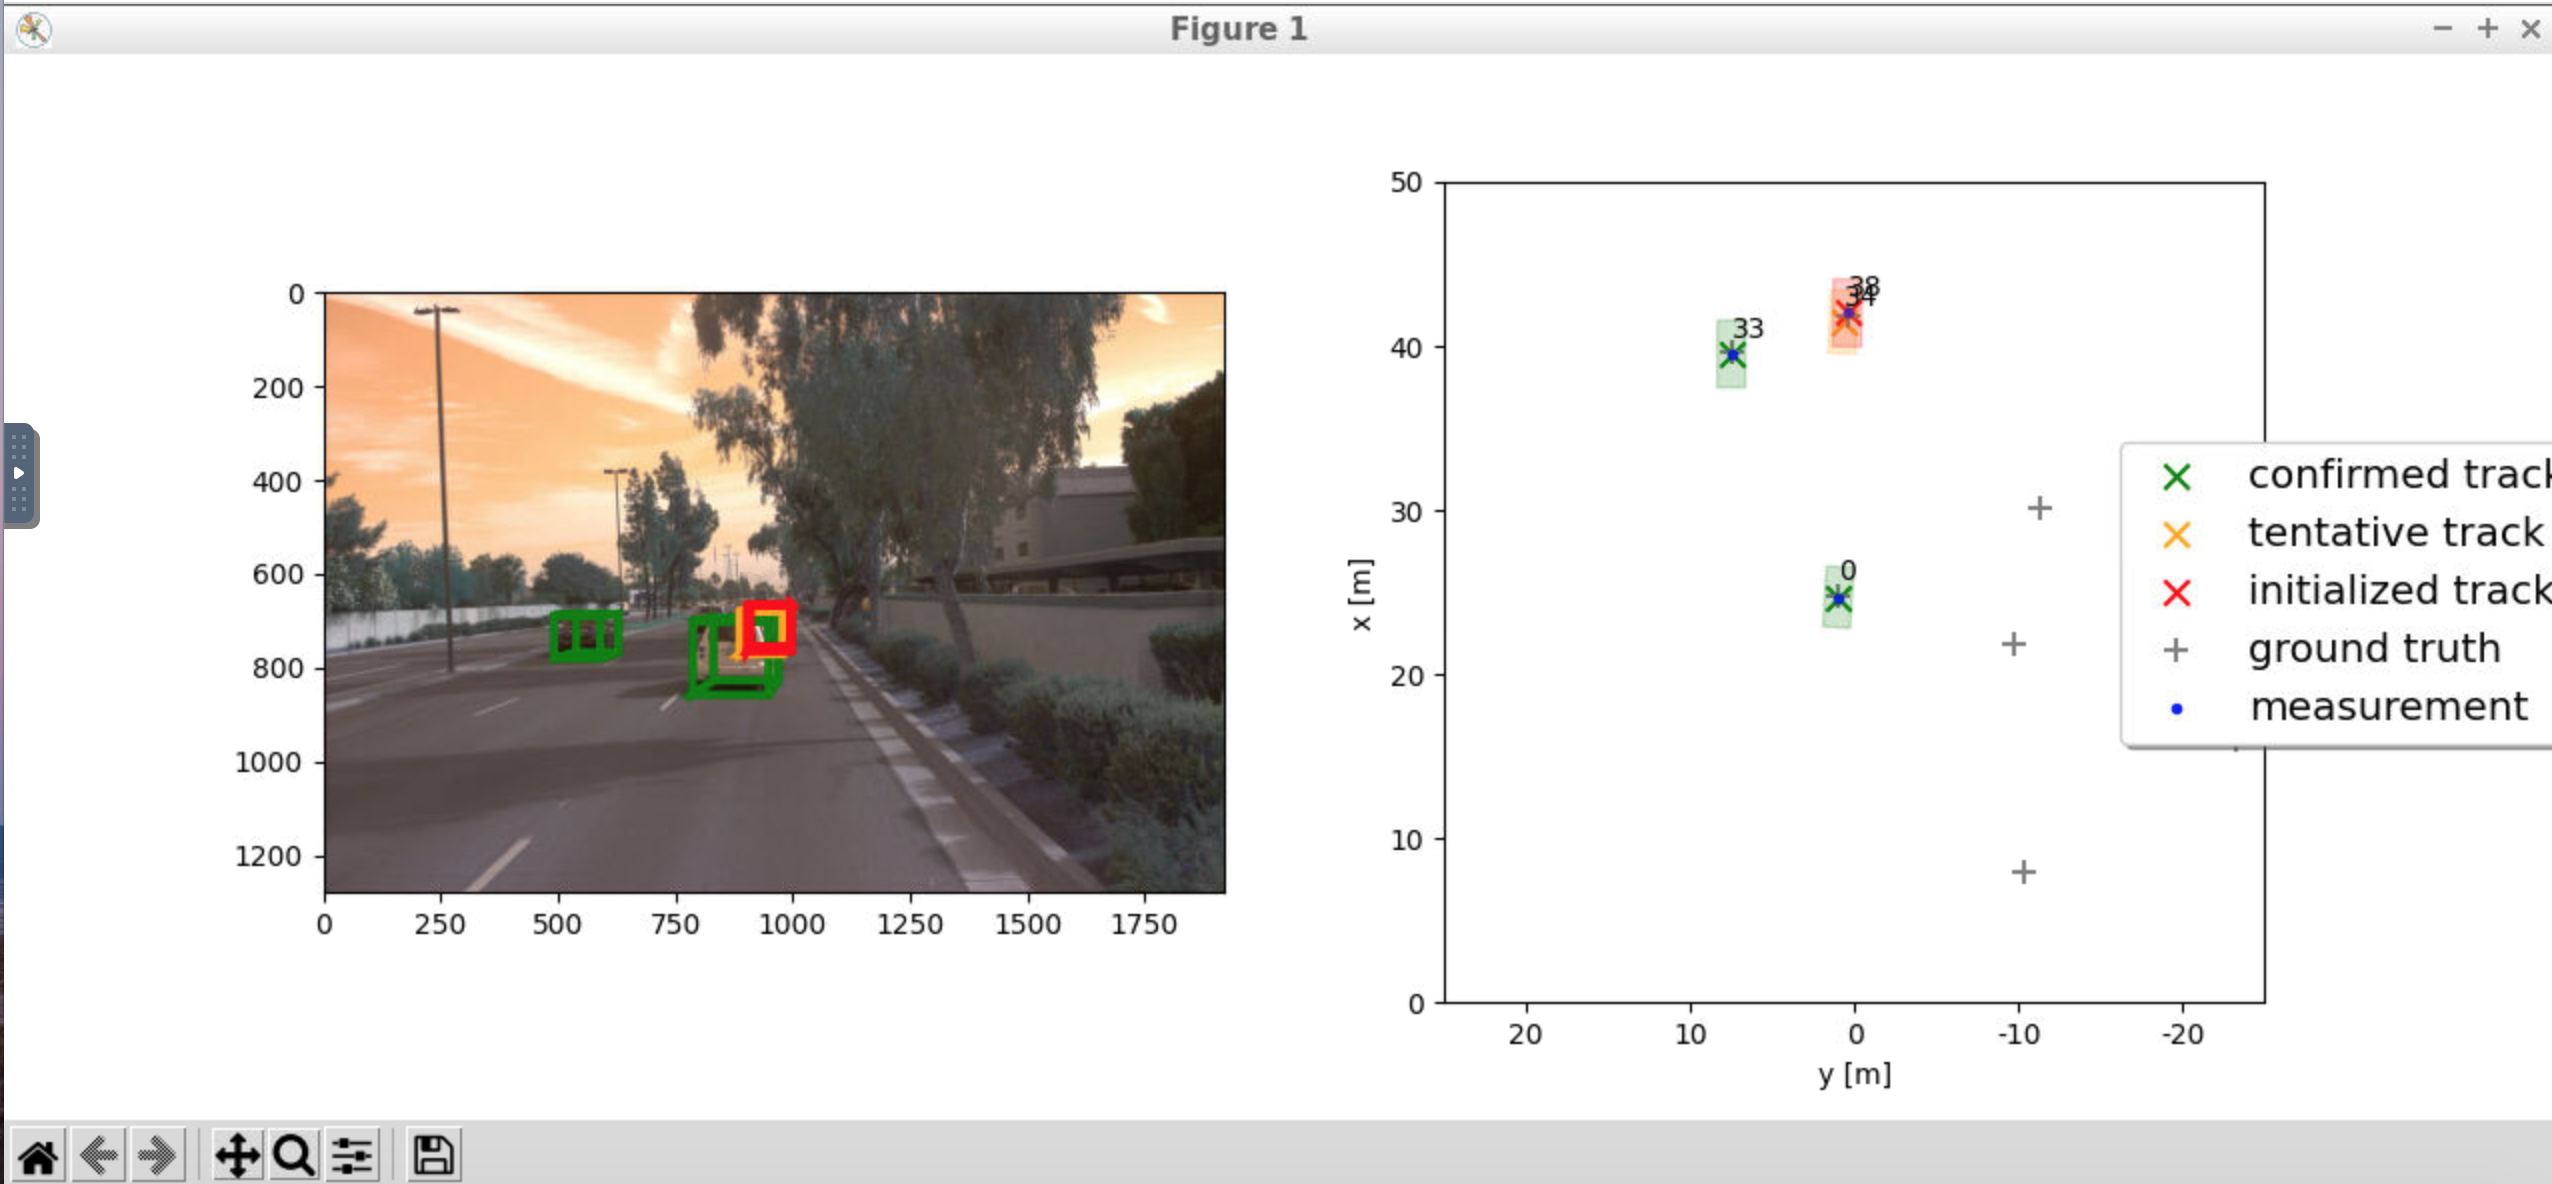 Figure 1
0
200
400
600
800
1000
1200
0 250 500 750 1000 1250 1500 1750
50
40
30
20
10
0
x [m]
38
34
33
0
20 10 0 -10 -20
y [m]
confirmed track
tentative track
initialized track
ground truth
measurement